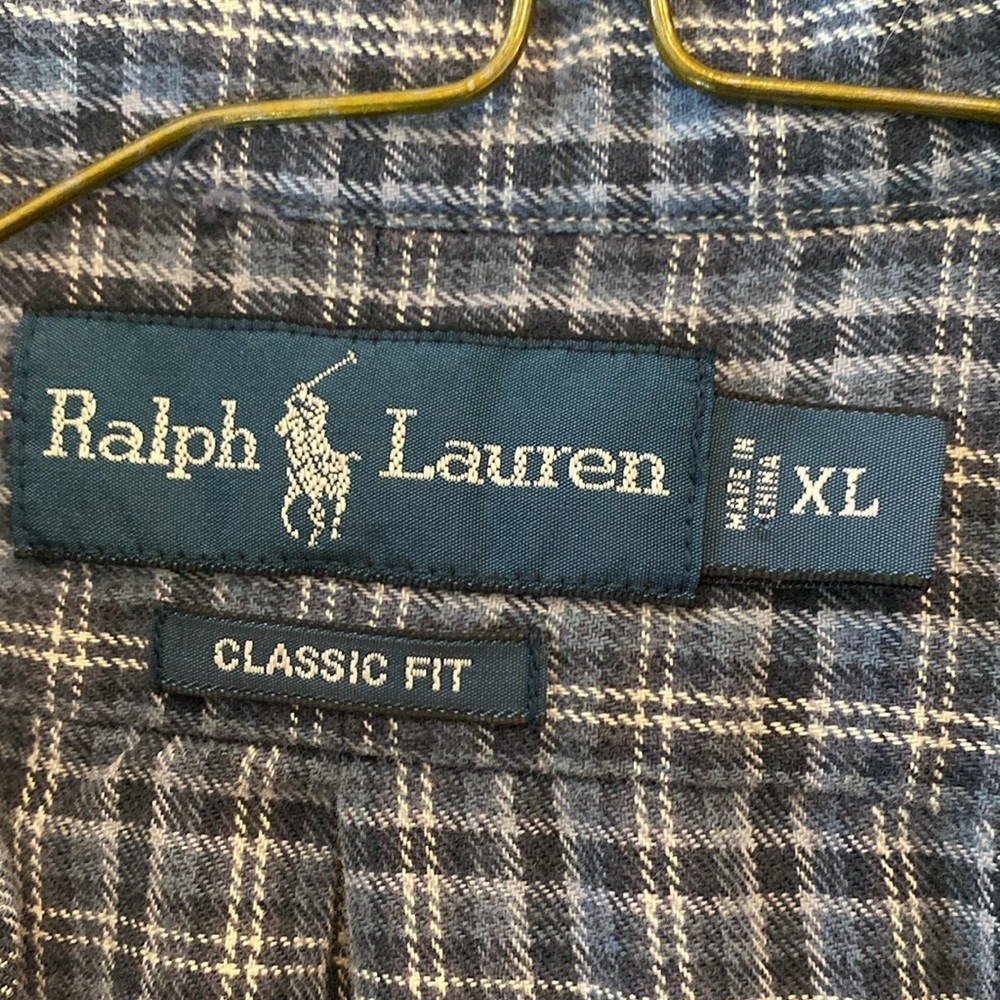 Ralph Lauren
MADE IN
CHINA
XL
CLASSIC FIT